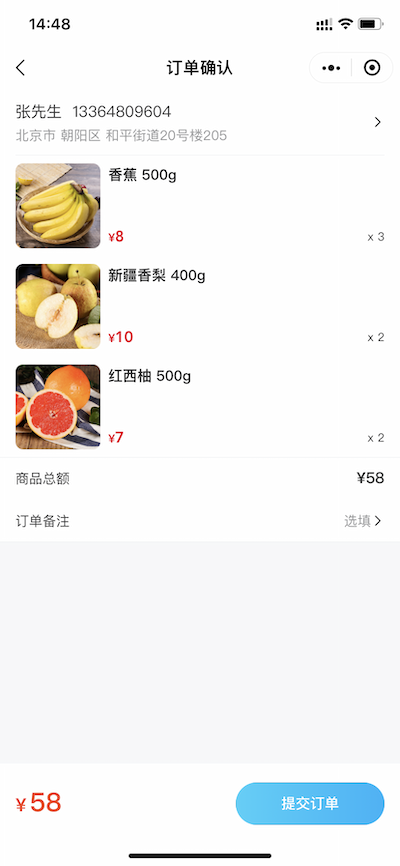 14:48
订单确认
张先生 13364809604
北京市 朝阳区 和平街道20号楼205
香蕉 500g
¥8 x 3
新疆香梨 400g
¥10 x 2
红西柚 500g
¥7 x 2
商品总额 ¥58
订单备注 选填
¥ 58 提交订单